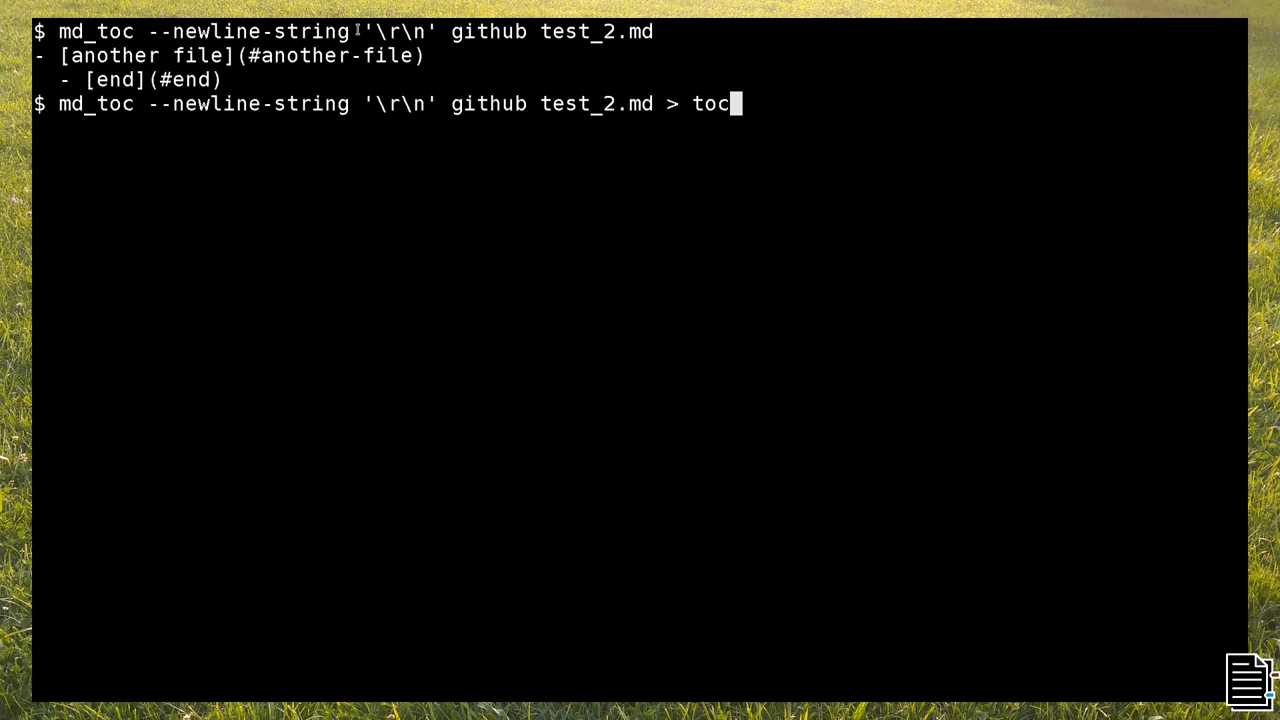 $ md_toc --newline-string '\r\n' github test_2.md
- [another file](#another-file)
  - [end](#end)
$ md_toc --newline-string '\r\n' github test_2.md > toc